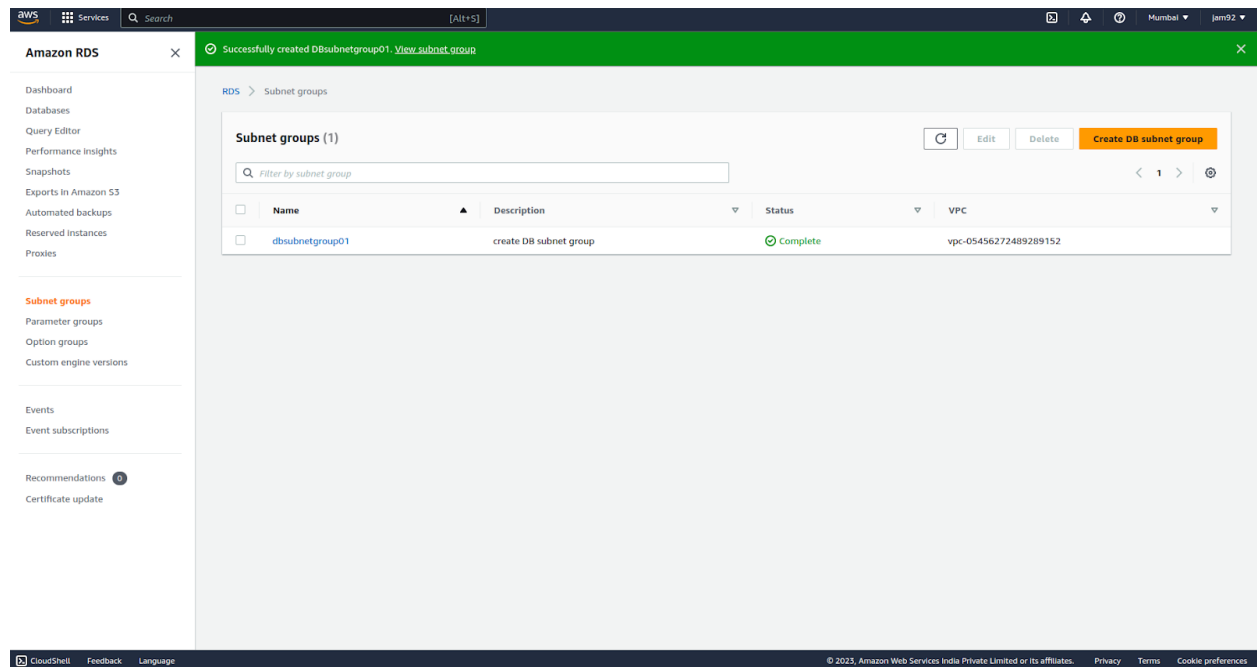 aws Services Search [Alt+S] Mumbai jam92
Amazon RDS
Successfully created DBsubnetgroup01. View subnet group
Dashboard
Databases
Query Editor
Performance insights
Snapshots
Exports in Amazon S3
Automated backups
Reserved instances
Proxies
Subnet groups
Parameter groups
Option groups
Custom engine versions
Events
Event subscriptions
Recommendations 0
Certificate update
RDS > Subnet groups
Subnet groups (1) Edit Delete Create DB subnet group
Filter by subnet group < 1 >
Name Description Status VPC
dbsubnetgroup01 create DB subnet group Complete vpc-05456272489289152
CloudShell Feedback Language © 2023, Amazon Web Services India Private Limited or its affiliates. Privacy Terms Cookie preferences